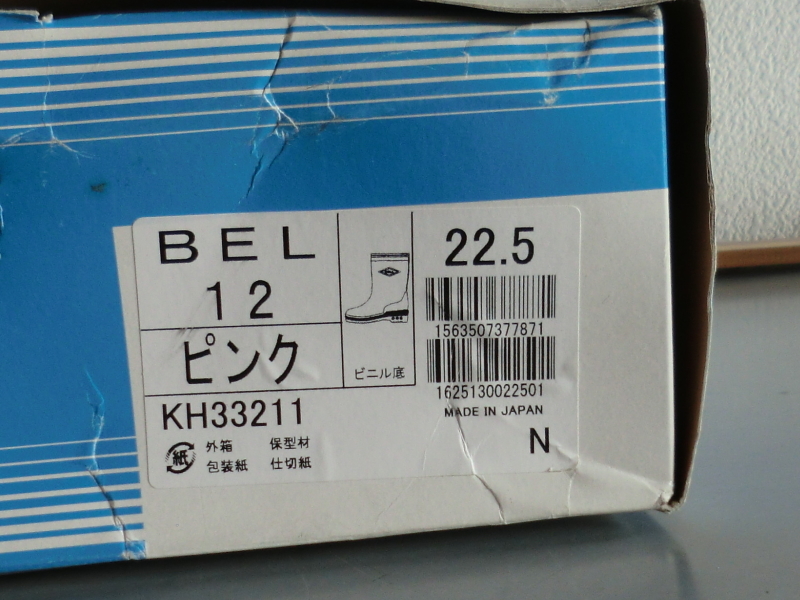 BEL
12
ピンク
KH33211
紙
外箱 保型材
包装紙 仕切紙
ビニル底
22.5
1563507377871
1625130022501
MADE IN JAPAN
N